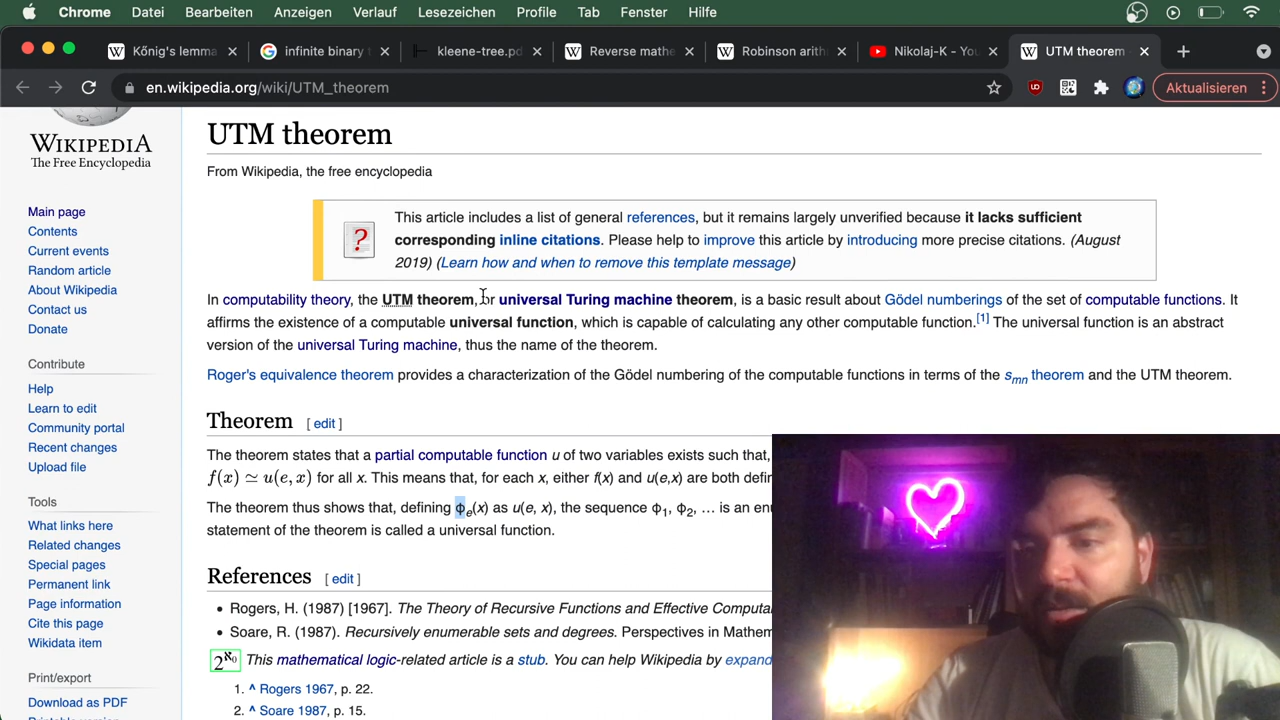 Chrome Datei Bearbeiten Anzeigen Verlauf Lesezeichen Profile Tab Fenster Hilfe
W Kőnig's lemma infinite binary kleene-tree.pd Reverse mathe Robinson arith Nikolaj-K - You UTM theorem
en.wikipedia.org/wiki/UTM_theorem Aktualisieren
WIKIPEDIA
The Free Encyclopedia
Main page
Contents
Current events
Random article
About Wikipedia
Contact us
Donate
Contribute
Help
Learn to edit
Community portal
Recent changes
Upload file
Tools
What links here
Related changes
Special pages
Permanent link
Page information
Cite this page
Wikidata item
Print/export
Download as PDF
UTM theorem
From Wikipedia, the free encyclopedia
This article includes a list of general references, but it remains largely unverified because it lacks sufficient
corresponding inline citations. Please help to improve this article by introducing more precise citations. (August
2019) (Learn how and when to remove this template message)
In computability theory, the UTM theorem, or universal Turing machine theorem, is a basic result about Gödel numberings of the set of computable functions. It
affirms the existence of a computable universal function, which is capable of calculating any other computable function.[1] The universal function is an abstract
version of the universal Turing machine, thus the name of the theorem.
Roger's equivalence theorem provides a characterization of the Gödel numbering of the computable functions in terms of the smn theorem and the UTM theorem.
Theorem [ edit ]
The theorem states that a partial computable function u of two variables exists such that,
f(x) ≃ u(e, x) for all x. This means that, for each x, either f(x) and u(e,x) are both defi
The theorem thus shows that, defining φe(x) as u(e, x), the sequence φ1, φ2, … is an enu
statement of the theorem is called a universal function.
References [ edit ]
• Rogers, H. (1987) [1967]. The Theory of Recursive Functions and Effective Computa
• Soare, R. (1987). Recursively enumerable sets and degrees. Perspectives in Mathem
2ℵ0 This mathematical logic-related article is a stub. You can help Wikipedia by expand
1. ^ Rogers 1967, p. 22.
2. ^ Soare 1987, p. 15.